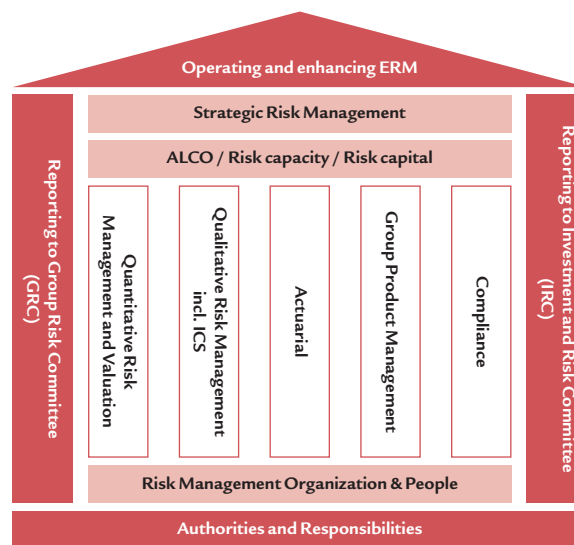 Operating and enhancing ERM
Strategic Risk Management
ALCO / Risk capacity / Risk capital
Reporting to Group Risk Committee
(GRC)
Quantitative Risk
Management and Valuation
Qualitative Risk Management
incl. ICS
Actuarial
Group Product Management
Compliance
Reporting to Investment and Risk Committee
(IRC)
Risk Management Organization & People
Authorities and Responsibilities